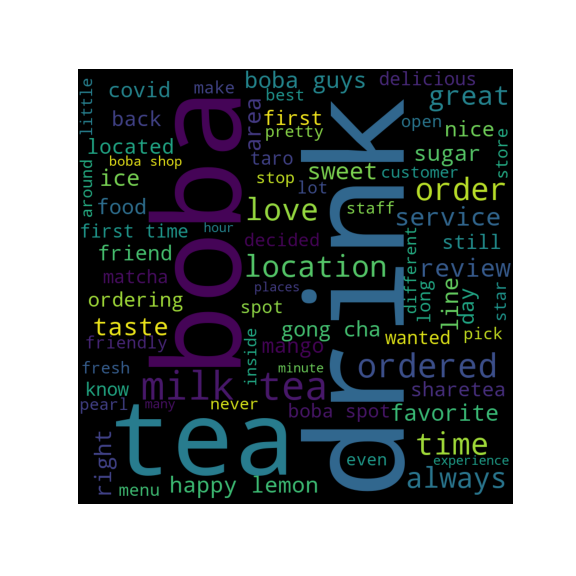 little
covid
make
boba guys
delicious
back
best
great
area
first
open
located
pretty
nice
boba shop
taro
sugar
store
ice
stop
sweet
customer
around
food
lot
order
boba
drink
love
staff
service
first time
hour
decided
still
friend
location
different
review
matcha
places
long
star
ordering
spot
line
day
taste
gong cha
wanted
pick
friendly
inside
mango
fresh
minute
ordered
know
milk tea
sharetea
pearl
many
never
boba spot
favorite
tea
time
right
even
experience
menu
happy lemon
always